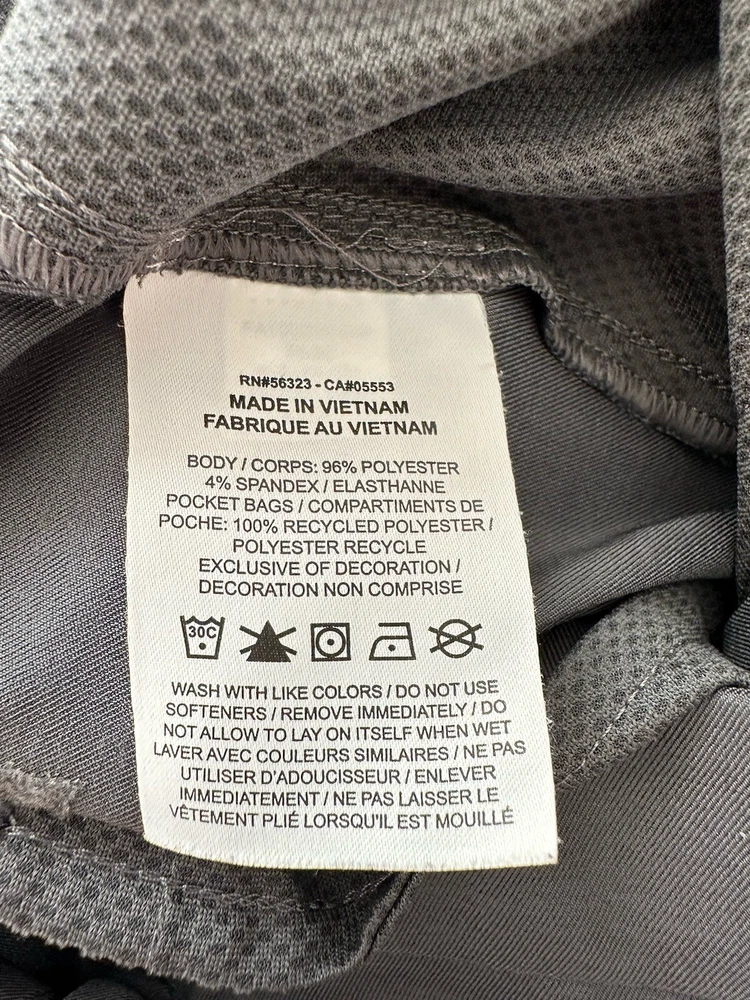 RN#56323 - CA#05553
MADE IN VIETNAM
FABRIQUE AU VIETNAM
BODY / CORPS: 96% POLYESTER
4% SPANDEX / ELASTHANNE
POCKET BAGS / COMPARTIMENTS DE
POCHE: 100% RECYCLED POLYESTER /
POLYESTER RECYCLE
EXCLUSIVE OF DECORATION /
DECORATION NON COMPRISE
30C
WASH WITH LIKE COLORS / DO NOT USE
SOFTENERS / REMOVE IMMEDIATELY / DO
NOT ALLOW TO LAY ON ITSELF WHEN WET
LAVER AVEC COULEURS SIMILAIRES / NE PAS
UTILISER D'ADOUCISSEUR / ENLEVER
IMMEDIATEMENT / NE PAS LAISSER LE
VÊTEMENT PLIÉ LORSQU'IL EST MOUILLÉ